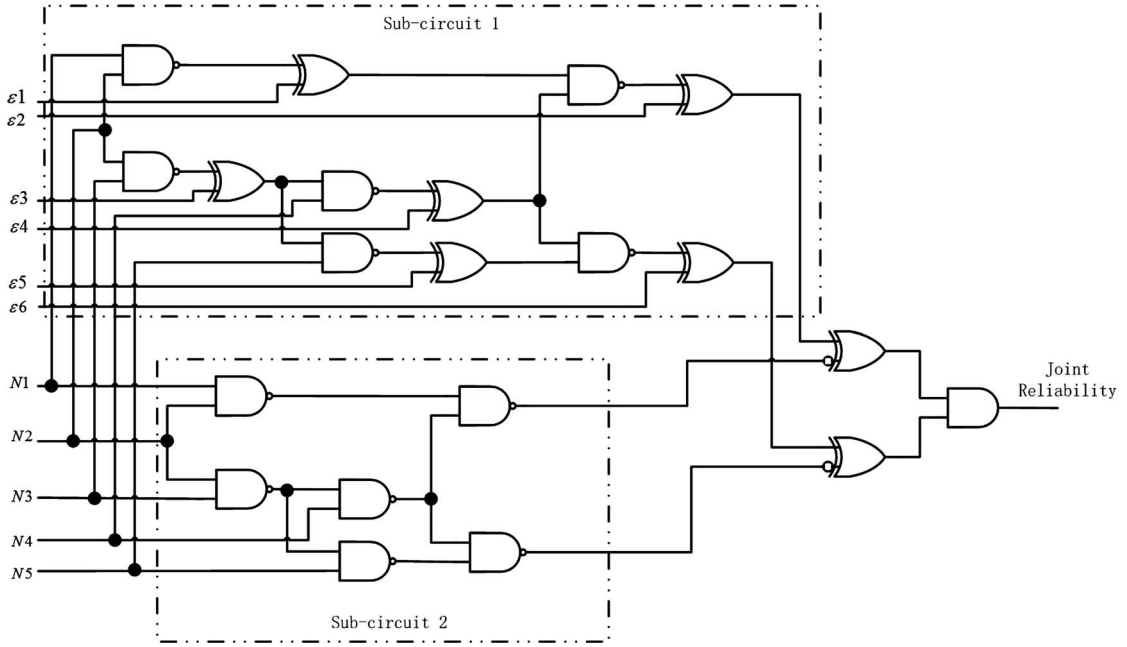 Sub-circuit 1
ε1
ε2
ε3
ε4
ε5
ε6
N1
N2
N3
N4
N5
Joint
Reliability
Sub-circuit 2